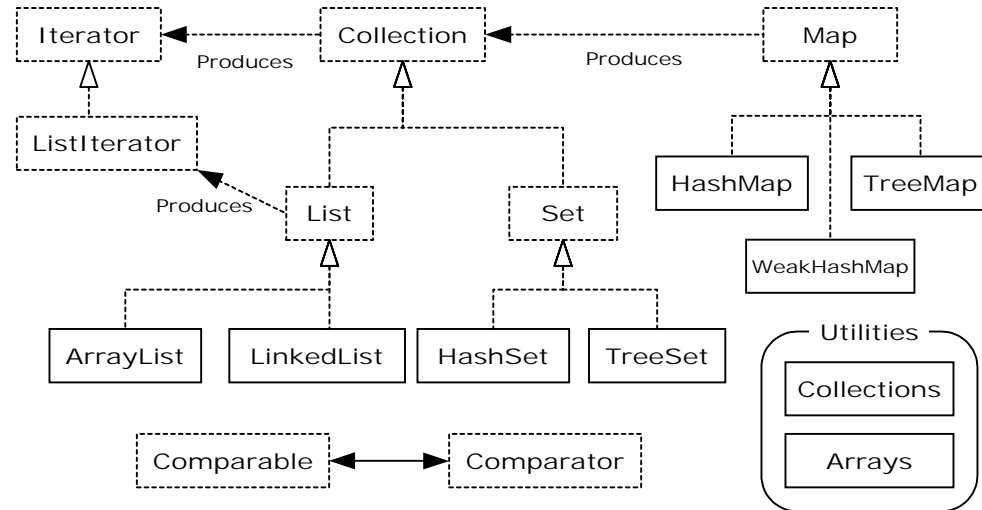 Iterator
Collection
Map
Produces
Produces
ListIterator
HashMap
TreeMap
Produces
List
Set
WeakHashMap
ArrayList
LinkedList
HashSet
TreeSet
Utilities
Collections
Comparable
Comparator
Arrays